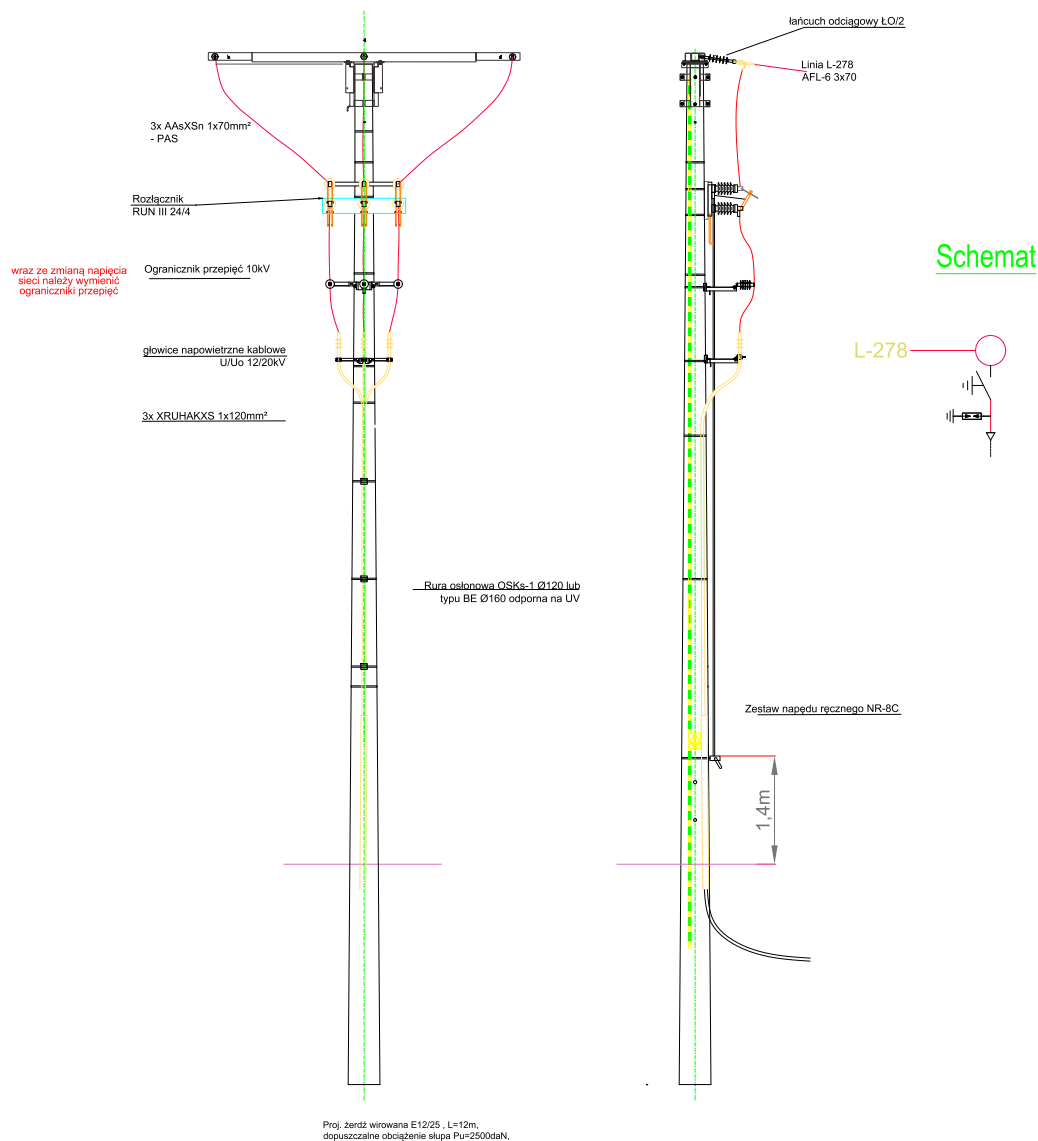 łańcuch odciągowy ŁO/2
Linia L-278
AFL-6 3x70
3x AAsXSn 1x70mm²
- PAS
Rozłącznik
RUN III 24/4
wraz ze zmianą napięcia
sieci należy wymienić
ograniczniki przepięć
Ogranicznik przepięć 10kV
Schemat
głowice napowietrzne kablowe
U/Uo 12/20kV
L-278
3x XRUHAKXS 1x120mm²
Rura osłonowa OSKs-1 Ø120 lub
typu BE Ø160 odporna na UV
Zestaw napędu ręcznego NR-8C
1,4m
Proj. żerdź wirowana E12/25 , L=12m,
dopuszczalne obciążenie słupa Pu=2500daN,